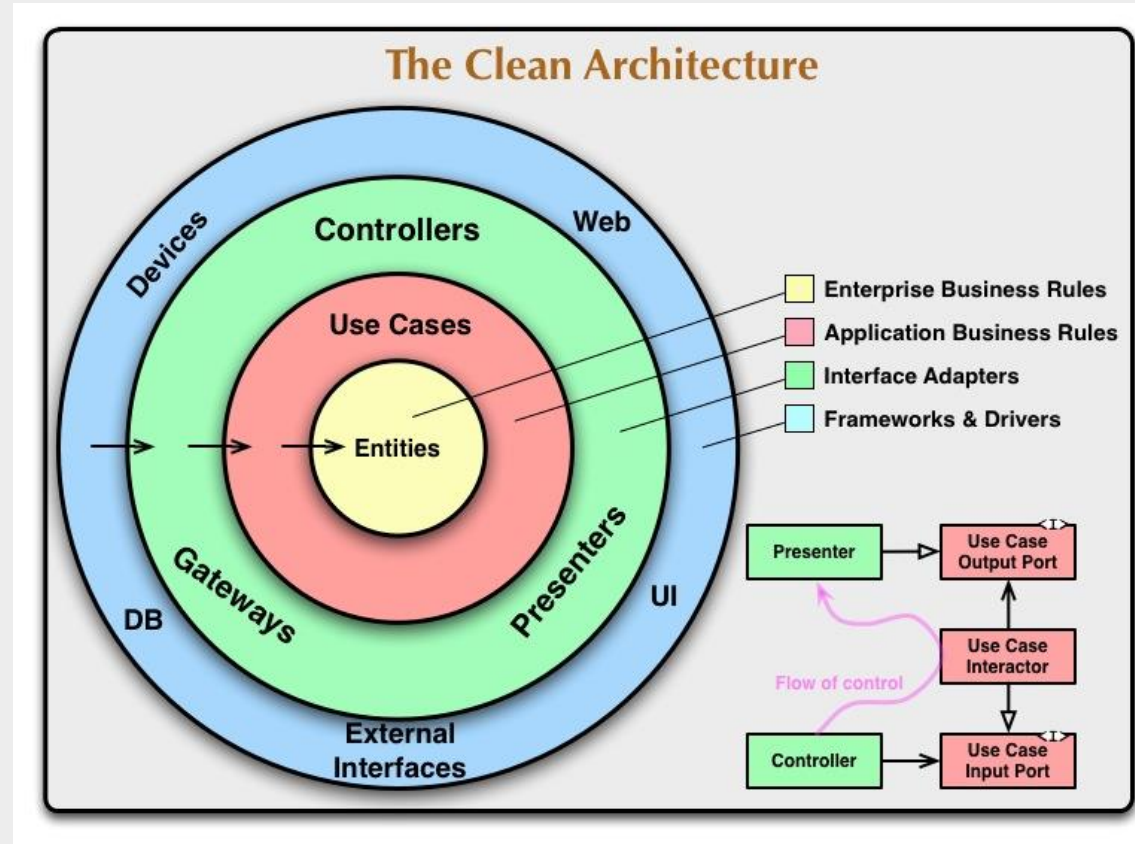 The Clean Architecture
Devices
Controllers
Web
Use Cases
Entities
Gateways
Presenters
DB
UI
External
Interfaces
Enterprise Business Rules
Application Business Rules
Interface Adapters
Frameworks & Drivers
Presenter
<I>
Use Case
Output Port
Use Case
Interactor
Flow of control
Controller
<I>
Use Case
Input Port